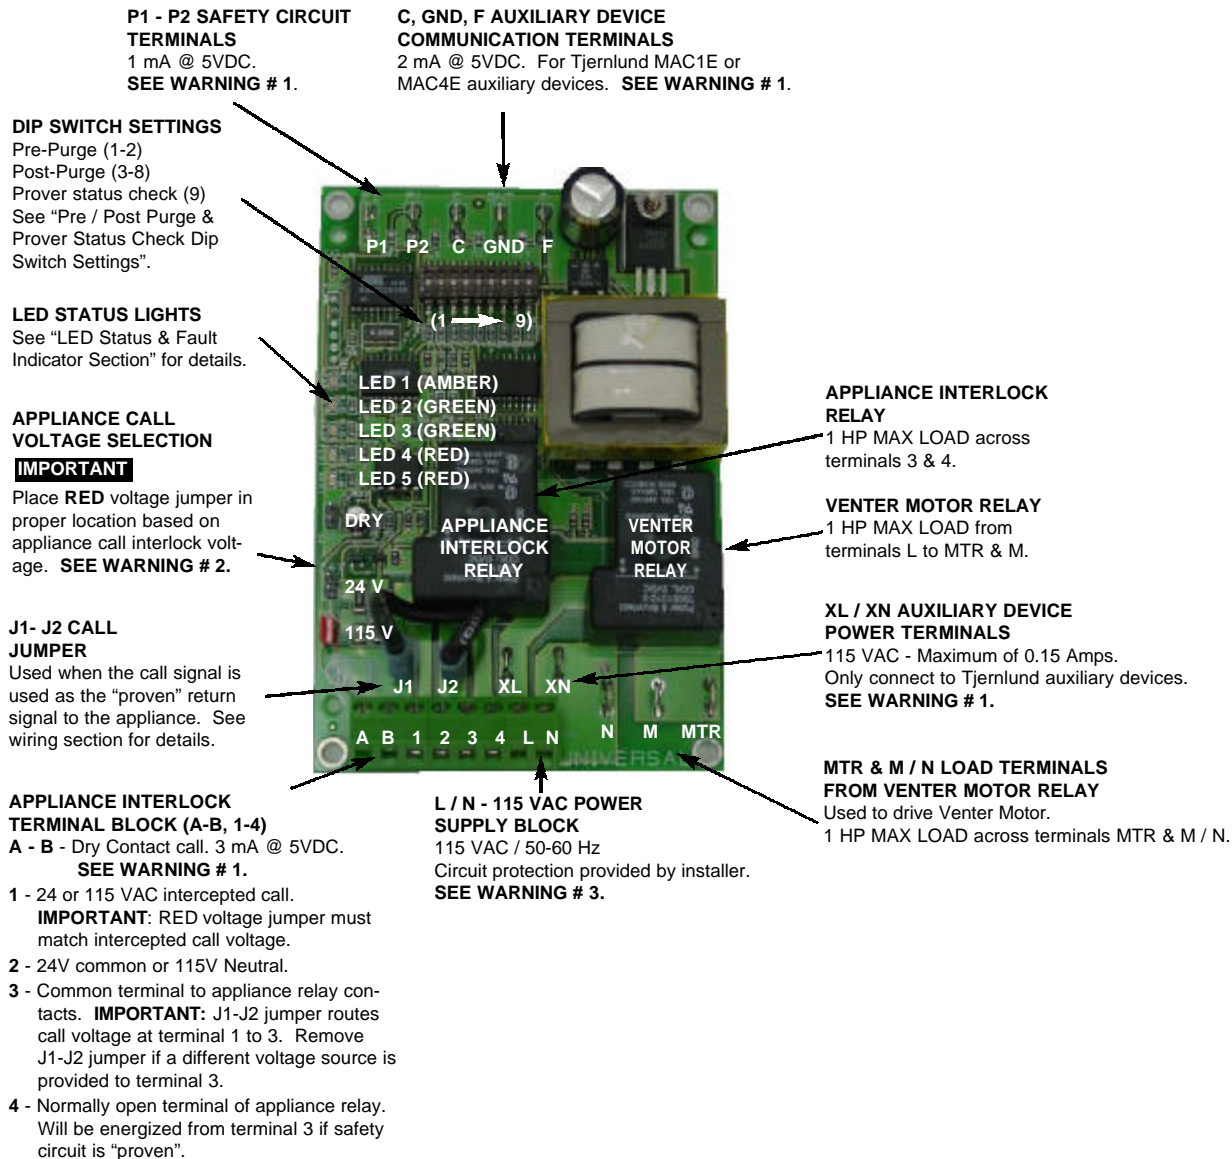 P1 - P2 SAFETY CIRCUIT
TERMINALS
1 mA @ 5VDC.
SEE WARNING # 1.
C, GND, F AUXILIARY DEVICE
COMMUNICATION TERMINALS
2 mA @ 5VDC.  For Tjernlund MAC1E or
MAC4E auxiliary devices.  SEE WARNING # 1.
DIP SWITCH SETTINGS
Pre-Purge (1-2)
Post-Purge (3-8)
Prover status check (9)
See “Pre / Post Purge &
Prover Status Check Dip
Switch Settings”.
LED STATUS LIGHTS
See “LED Status & Fault
Indicator Section” for details.
APPLIANCE CALL
VOLTAGE SELECTION
IMPORTANT
Place RED voltage jumper in
proper location based on
appliance call interlock volt-
age.  SEE WARNING # 2.
J1- J2 CALL
JUMPER
Used when the call signal is
used as the “proven” return
signal to the appliance.  See
wiring section for details.
P1 P2 C GND F
(1 9)
LED 1 (AMBER)
LED 2 (GREEN)
LED 3 (GREEN)
LED 4 (RED)
LED 5 (RED)
DRY
24 V
115 V
APPLIANCE
INTERLOCK
RELAY
VENTER
MOTOR
RELAY
J1 J2 XL XN
N M MTR
A B 1 2 3 4 L N
UNIVERSA
APPLIANCE INTERLOCK
RELAY
1 HP MAX LOAD across
terminals 3 & 4.
VENTER MOTOR RELAY
1 HP MAX LOAD from
terminals L to MTR & M.
XL / XN AUXILIARY DEVICE
POWER TERMINALS
115 VAC - Maximum of 0.15 Amps.
Only connect to Tjernlund auxiliary devices.
SEE WARNING # 1.
MTR & M / N LOAD TERMINALS
FROM VENTER MOTOR RELAY
Used to drive Venter Motor.
1 HP MAX LOAD across terminals MTR & M / N.
APPLIANCE INTERLOCK
TERMINAL BLOCK (A-B, 1-4)
A - B - Dry Contact call. 3 mA @ 5VDC.
SEE WARNING # 1.
1 - 24 or 115 VAC intercepted call.
IMPORTANT: RED voltage jumper must
match intercepted call voltage.
2 - 24V common or 115V Neutral.
3 - Common terminal to appliance relay con-
tacts.  IMPORTANT: J1-J2 jumper routes
call voltage at terminal 1 to 3.  Remove
J1-J2 jumper if a different voltage source is
provided to terminal 3.
4 - Normally open terminal of appliance relay.
Will be energized from terminal 3 if safety
circuit is “proven”.
L / N - 115 VAC POWER
SUPPLY BLOCK
115 VAC / 50-60 Hz
Circuit protection provided by installer.
SEE WARNING # 3.